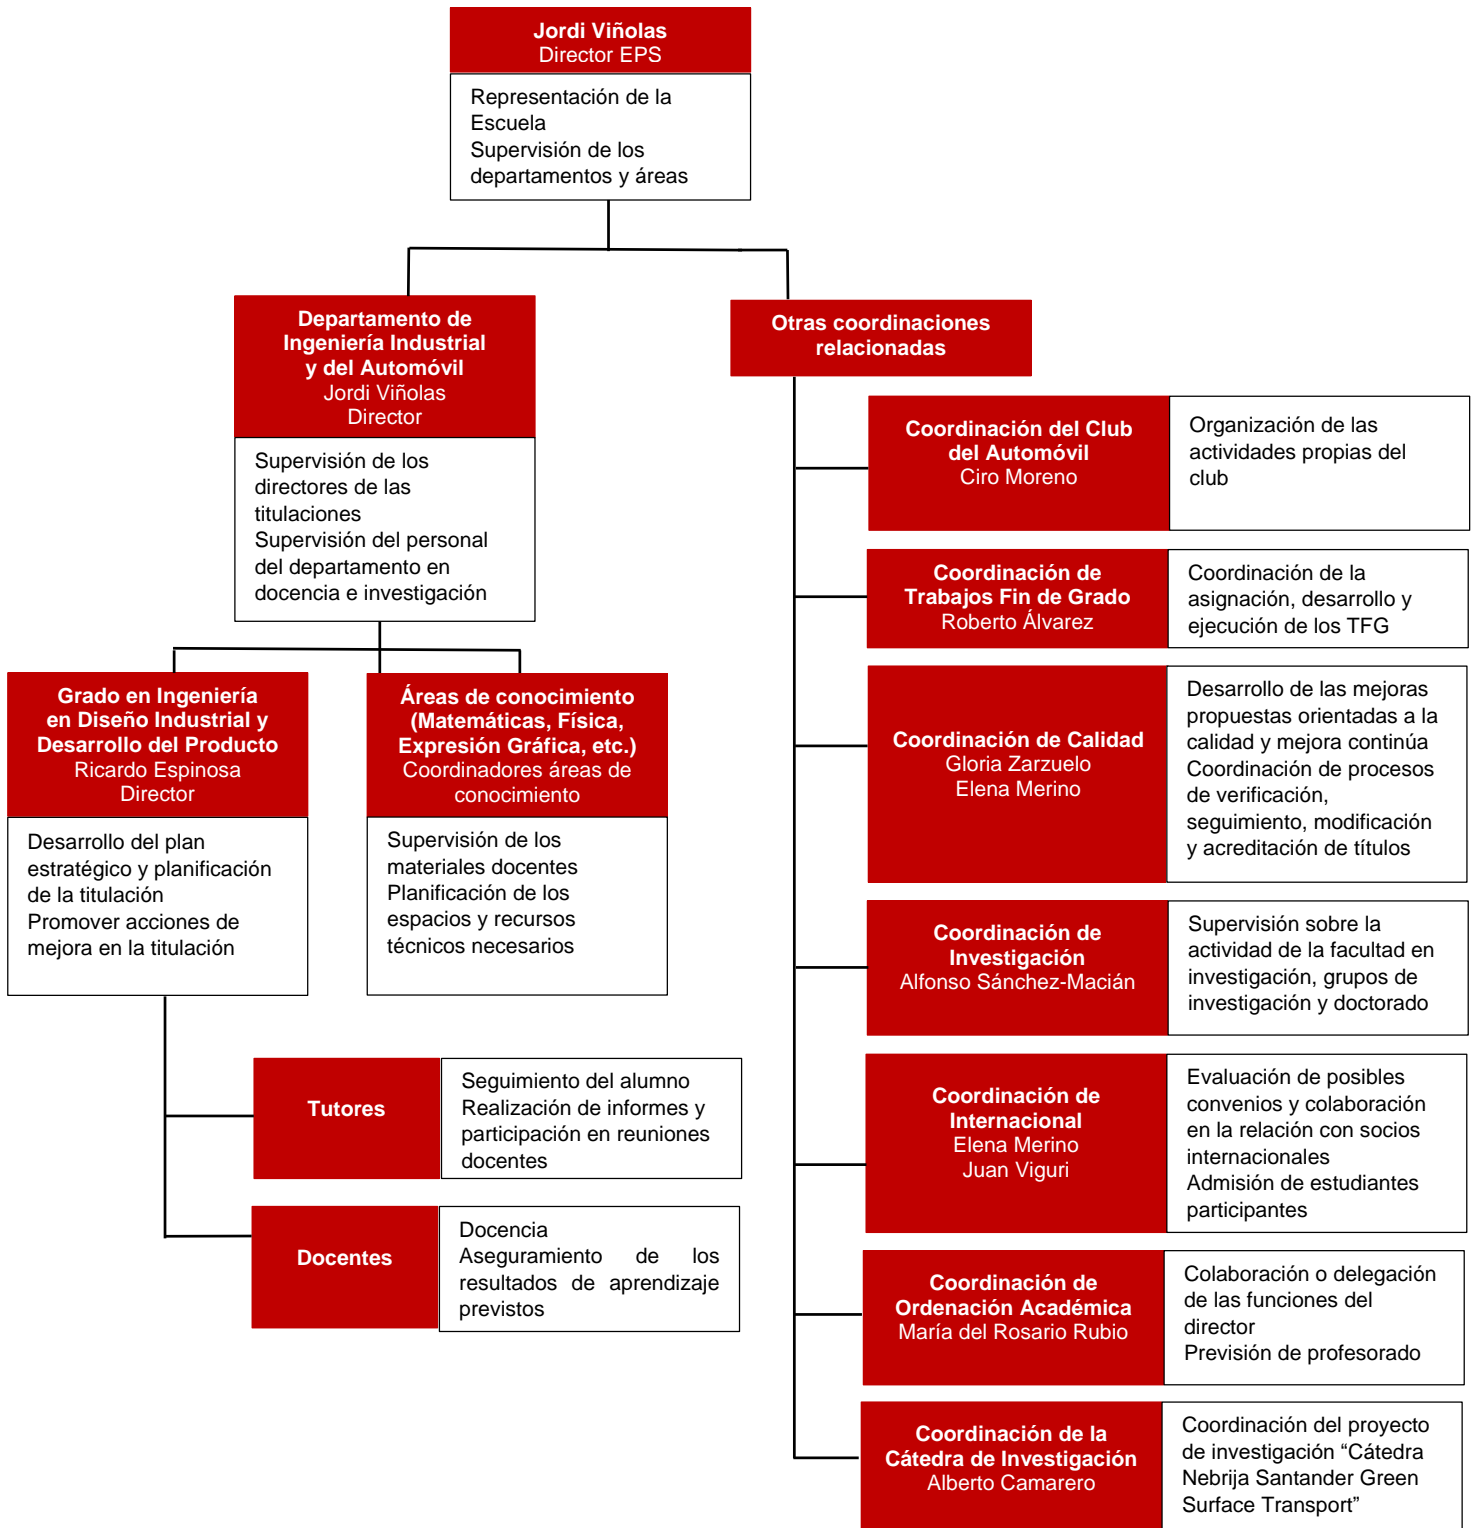 Jordi Viñolas
Director EPS
Representación de la
Escuela
Supervisión de los
departamentos y áreas
Departamento de
Ingeniería Industrial
y del Automóvil
Jordi Viñolas
Director
Supervisión de los
directores de las
titulaciones
Supervisión del personal
del departamento en
docencia e investigación
Grado en Ingeniería
en Diseño Industrial y
Desarrollo del Producto
Ricardo Espinosa
Director
Desarrollo del plan
estratégico y planificación
de la titulación
Promover acciones de
mejora en la titulación
Áreas de conocimiento
(Matemáticas, Física,
Expresión Gráfica, etc.)
Coordinadores áreas de
conocimiento
Supervisión de los
materiales docentes
Planificación de los
espacios y recursos
técnicos necesarios
Tutores
Seguimiento del alumno
Realización de informes y
participación en reuniones
docentes
Docentes
Docencia
Aseguramiento de los
resultados de aprendizaje
previstos
Otras coordinaciones
relacionadas
Coordinación del Club
del Automóvil
Ciro Moreno
Organización de las
actividades propias del
club
Coordinación de
Trabajos Fin de Grado
Roberto Álvarez
Coordinación de la
asignación, desarrollo y
ejecución de los TFG
Coordinación de Calidad
Gloria Zarzuelo
Elena Merino
Desarrollo de las mejoras
propuestas orientadas a la
calidad y mejora continúa
Coordinación de procesos
de verificación,
seguimiento, modificación
y acreditación de títulos
Coordinación de
Investigación
Alfonso Sánchez-Macián
Supervisión sobre la
actividad de la facultad en
investigación, grupos de
investigación y doctorado
Coordinación de
Internacional
Elena Merino
Juan Viguri
Evaluación de posibles
convenios y colaboración
en la relación con socios
internacionales
Admisión de estudiantes
participantes
Coordinación de
Ordenación Académica
María del Rosario Rubio
Colaboración o delegación
de las funciones del
director
Previsión de profesorado
Coordinación de la
Cátedra de Investigación
Alberto Camarero
Coordinación del proyecto
de investigación “Cátedra
Nebrija Santander Green
Surface Transport”